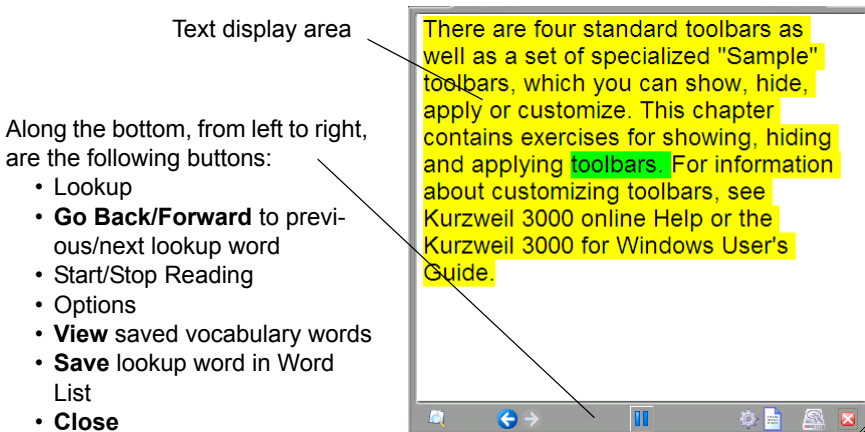 Text display area
Along the bottom, from left to right,
are the following buttons:
• Lookup
• Go Back/Forward to previ-
ous/next lookup word
• Start/Stop Reading
• Options
• View saved vocabulary words
• Save lookup word in Word
List
• Close
There are four standard toolbars as
well as a set of specialized "Sample"
toolbars, which you can show, hide,
apply or customize. This chapter
contains exercises for showing, hiding
and applying toolbars. For information
about customizing toolbars, see
Kurzweil 3000 online Help or the
Kurzweil 3000 for Windows User's
Guide.